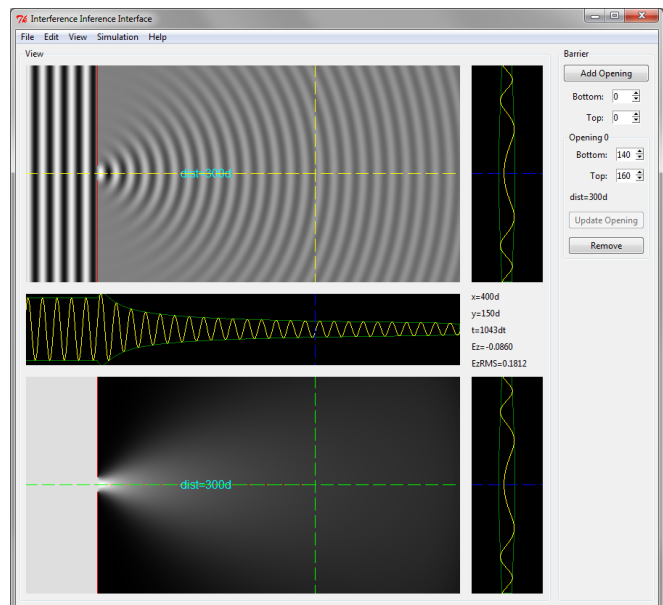 Interference Inference Interface
File Edit View Simulation Help
View
dist=300d
x=400d
y=150d
t=1043dt
Ez=-0.0860
EzRMS=0.1812
dist=300d
Barrier
Add Opening
Bottom: 0
Top: 0
Opening 0
Bottom: 140
Top: 160
dist=300d
Update Opening
Remove